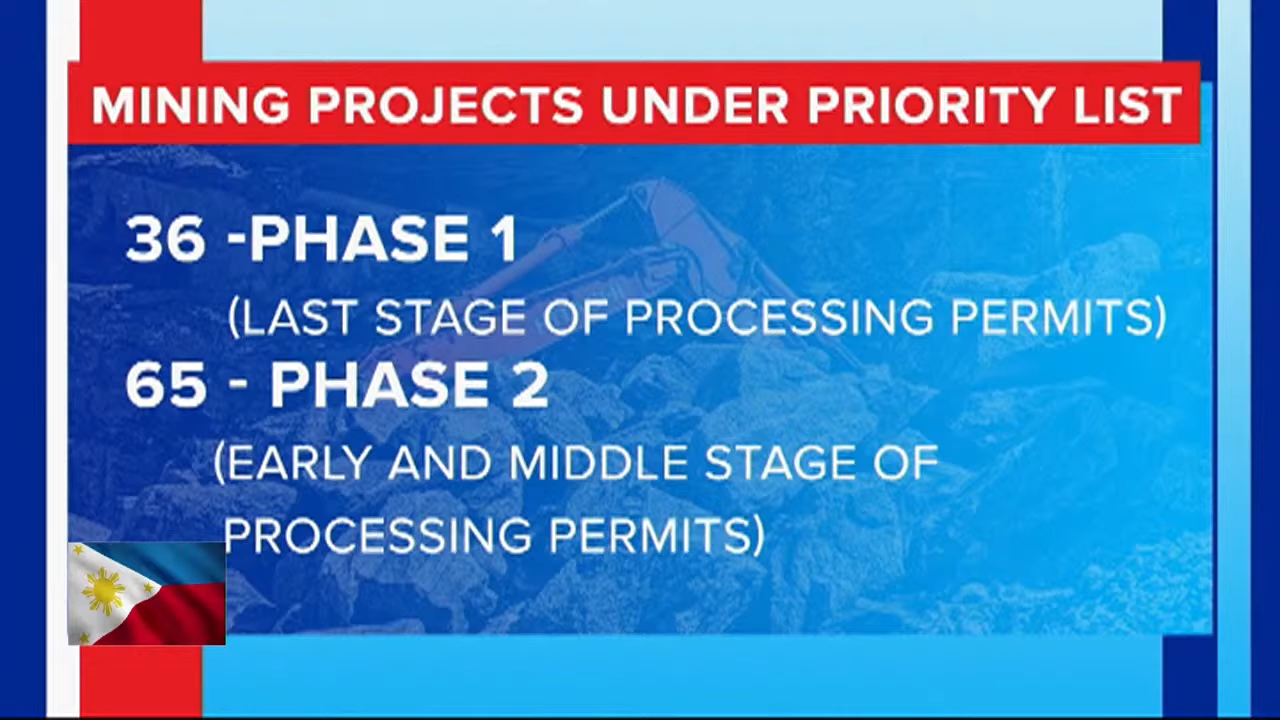 MINING PROJECTS UNDER PRIORITY LIST
36 -PHASE 1
(LAST STAGE OF PROCESSING PERMITS)
65 - PHASE 2
(EARLY AND MIDDLE STAGE OF
PROCESSING PERMITS)